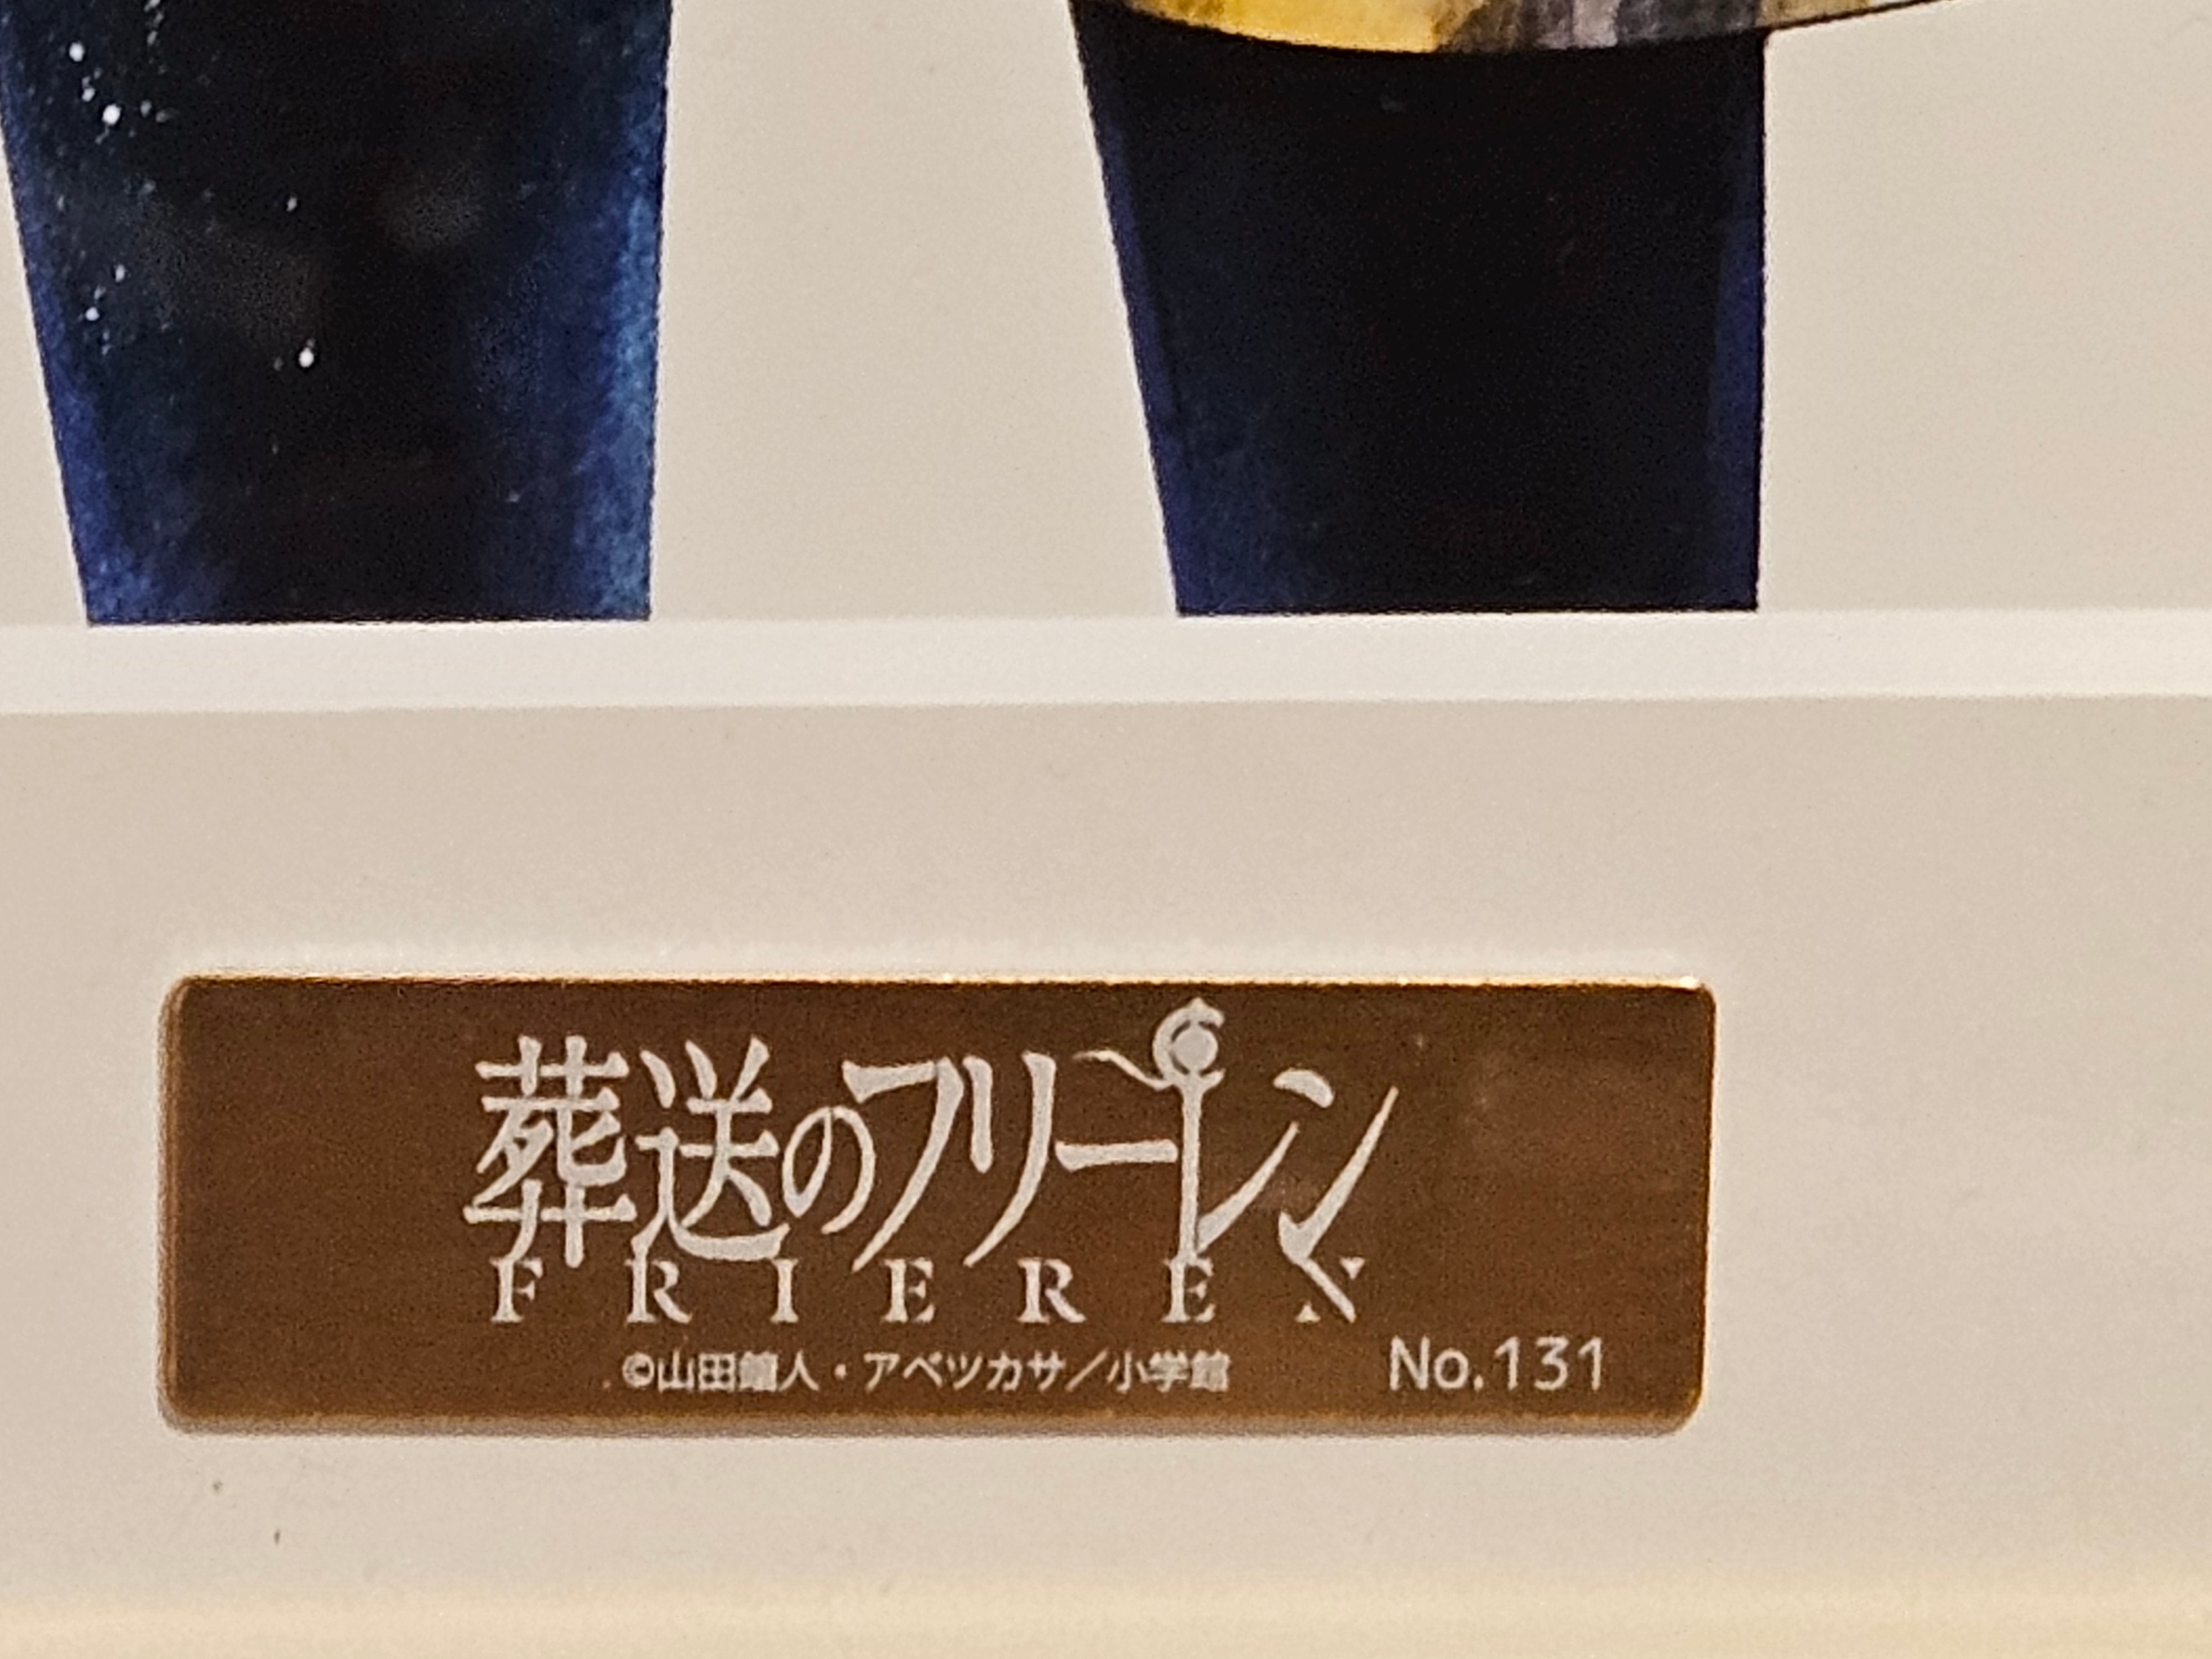 葬送のフリーレン
FRIEREN
©山田鐘人・アベツカサ／小学館
No.131